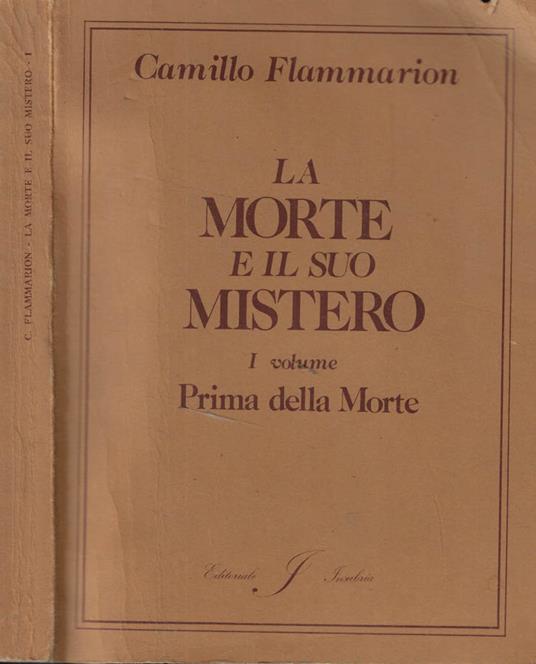 C. FLAMMARION - LA MORTE E IL SUO MISTERO - I
Camillo Flammarion
LA
MORTE
E IL SUO
MISTERO
I volume
Prima della Morte
Editoriale I Insubria